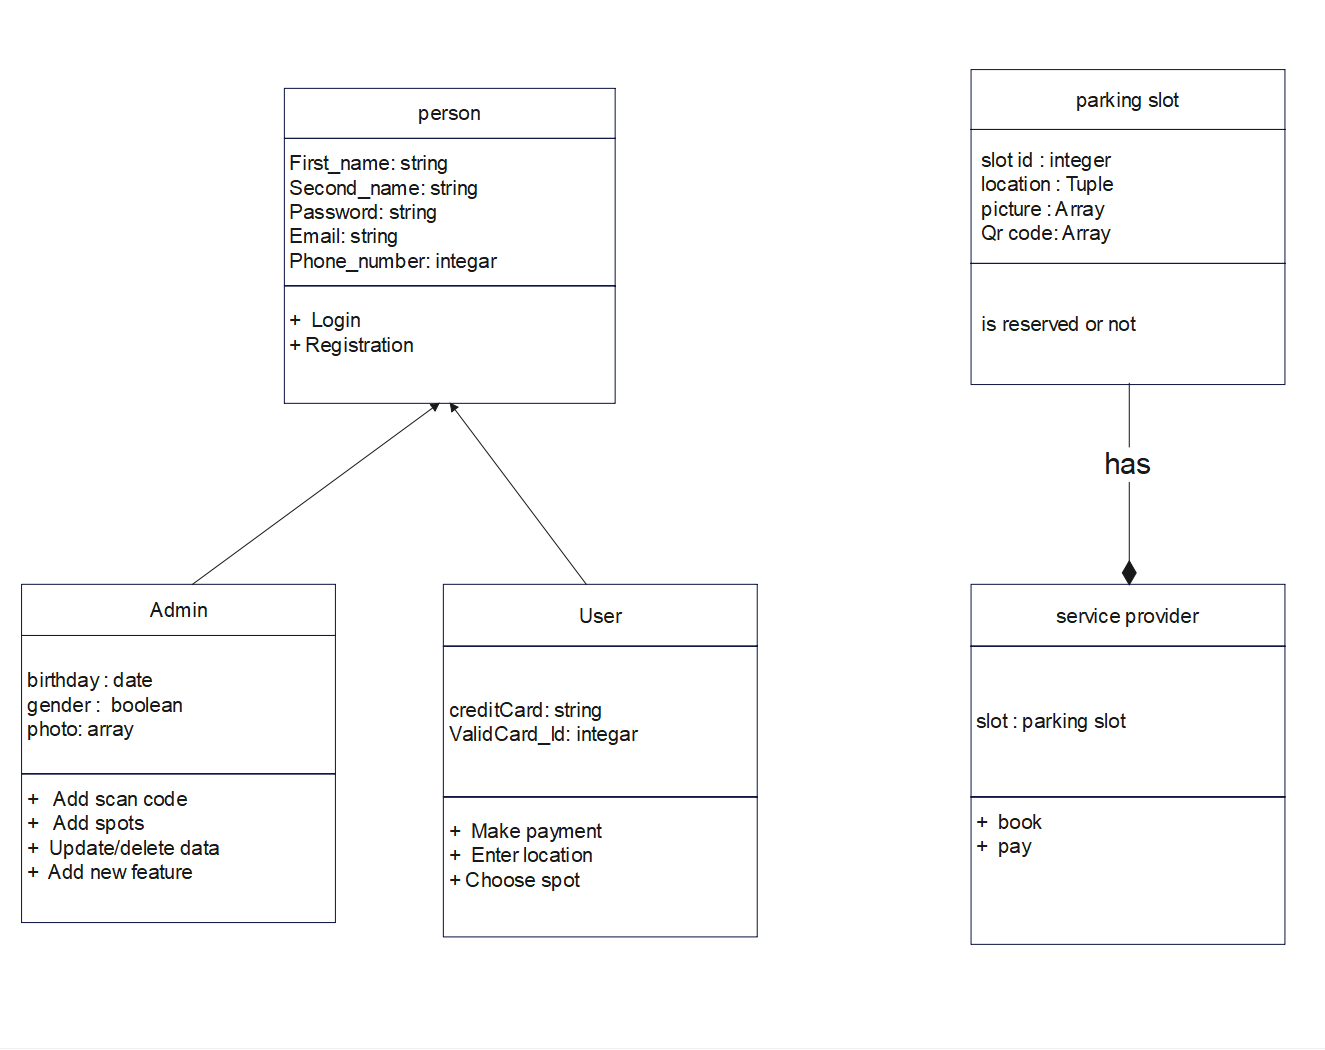 person
First_name: string
Second_name: string
Password: string
Email: string
Phone_number: integar
+ Login
+ Registration
parking slot
slot id : integer
location : Tuple
picture : Array
Qr code: Array
is reserved or not
has
Admin
birthday : date
gender : boolean
photo: array
+ Add scan code
+ Add spots
+ Update/delete data
+ Add new feature
User
creditCard: string
ValidCard_Id: integar
+ Make payment
+ Enter location
+ Choose spot
service provider
slot : parking slot
+ book
+ pay